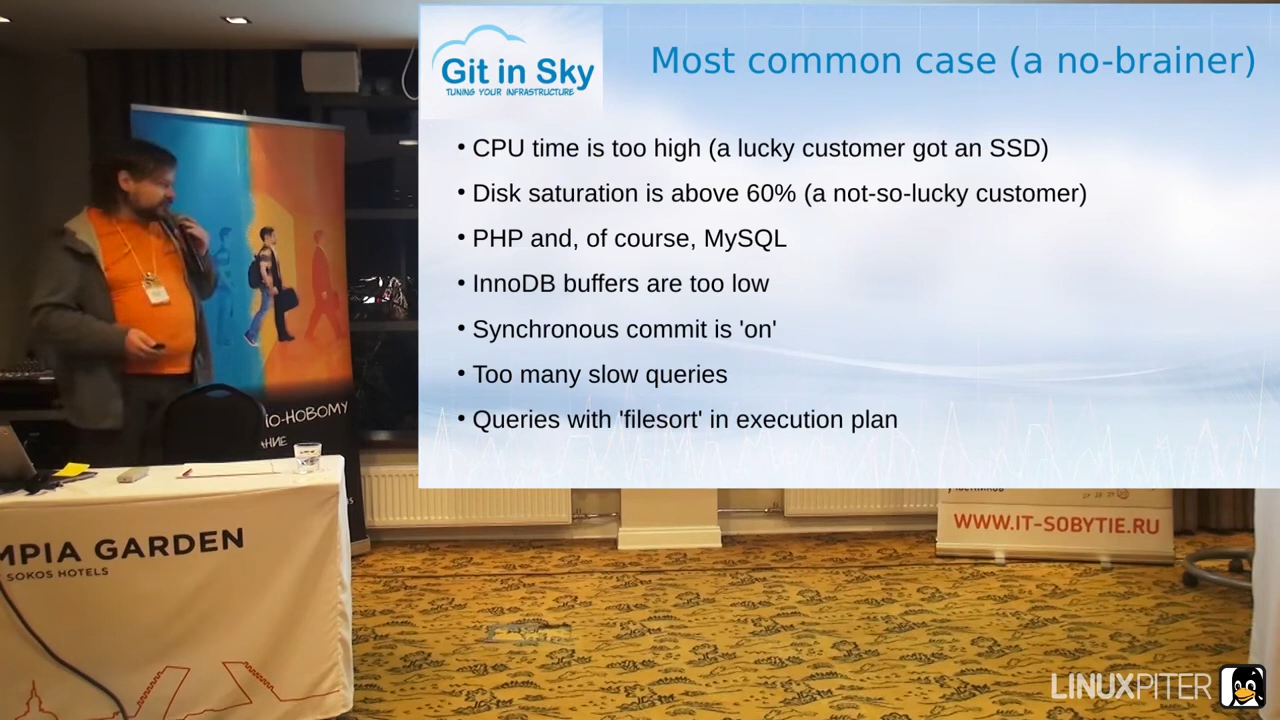 Git in Sky
TUNING YOUR INFRASTRUCTURE
Most common case (a no-brainer)
• CPU time is too high (a lucky customer got an SSD)
• Disk saturation is above 60% (a not-so-lucky customer)
• PHP and, of course, MySQL
• InnoDB buffers are too low
• Synchronous commit is 'on'
• Too many slow queries
• Queries with 'filesort' in execution plan
ПО-НОВОМУ
АНИЕ
MPIA GARDEN
SOKOS HOTELS
WWW.IT-SOBYTIE.RU
LINUXPITER